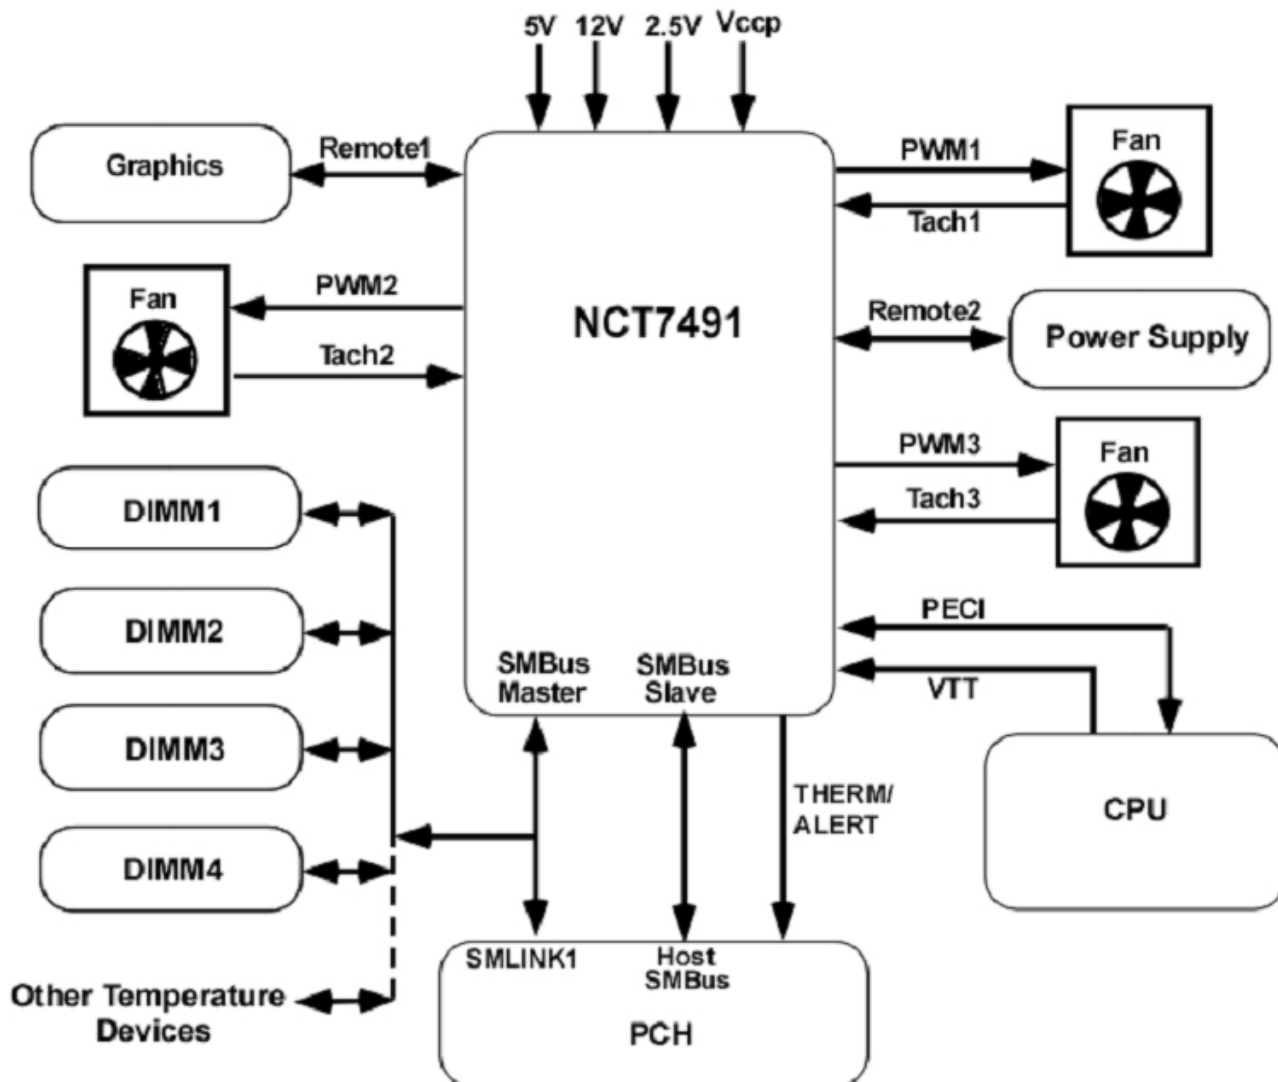 5V 12V 2.5V Vccp
Graphics
Remote1
PWM1
Fan
Tach1
Fan
PWM2
Tach2
NCT7491
Remote2
Power Supply
PWM3
Fan
Tach3
DIMM1
DIMM2
DIMM3
DIMM4
Other Temperature
Devices
SMBus
Master
SMBus
Slave
PECI
VTT
CPU
THERM/
ALERT
SMLINK1
Host
SMBus
PCH